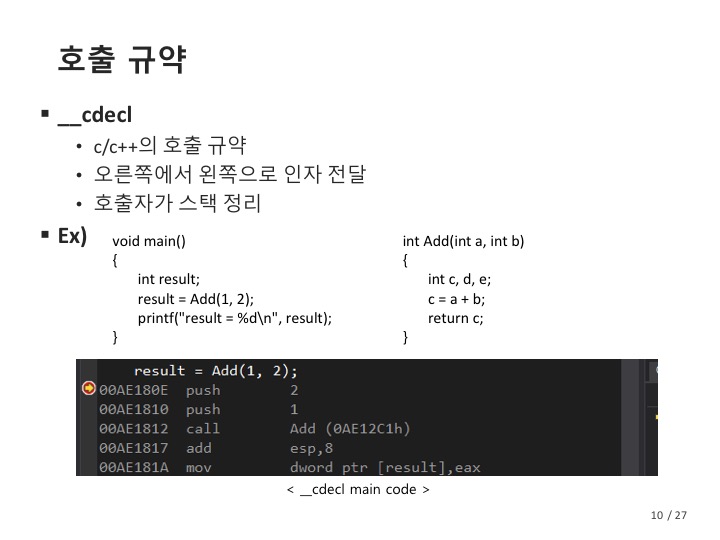 호출 규약
▪ __cdecl
• c/c++의 호출 규약
• 오른쪽에서 왼쪽으로 인자 전달
• 호출자가 스택 정리
▪ Ex)
void main()
{
int result;
result = Add(1, 2);
printf("result = %d\n", result);
}
int Add(int a, int b)
{
int c, d, e;
c = a + b;
return c;
}
result = Add(1, 2);
00AE180E push 2
00AE1810 push 1
00AE1812 call Add (0AE12C1h)
00AE1817 add esp,8
00AE181A mov dword ptr [result],eax
< __cdecl main code >
10 / 27